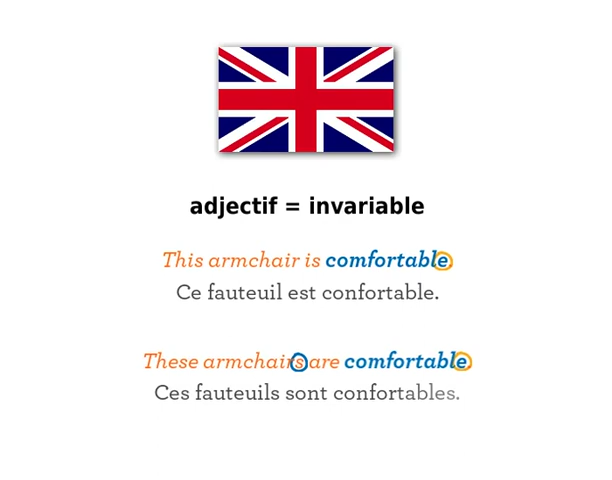 adjectif = invariable
This armchair is comfortable.
Ce fauteuil est confortable.
These armchairs are comfortable.
Ces fauteuils sont confortables.